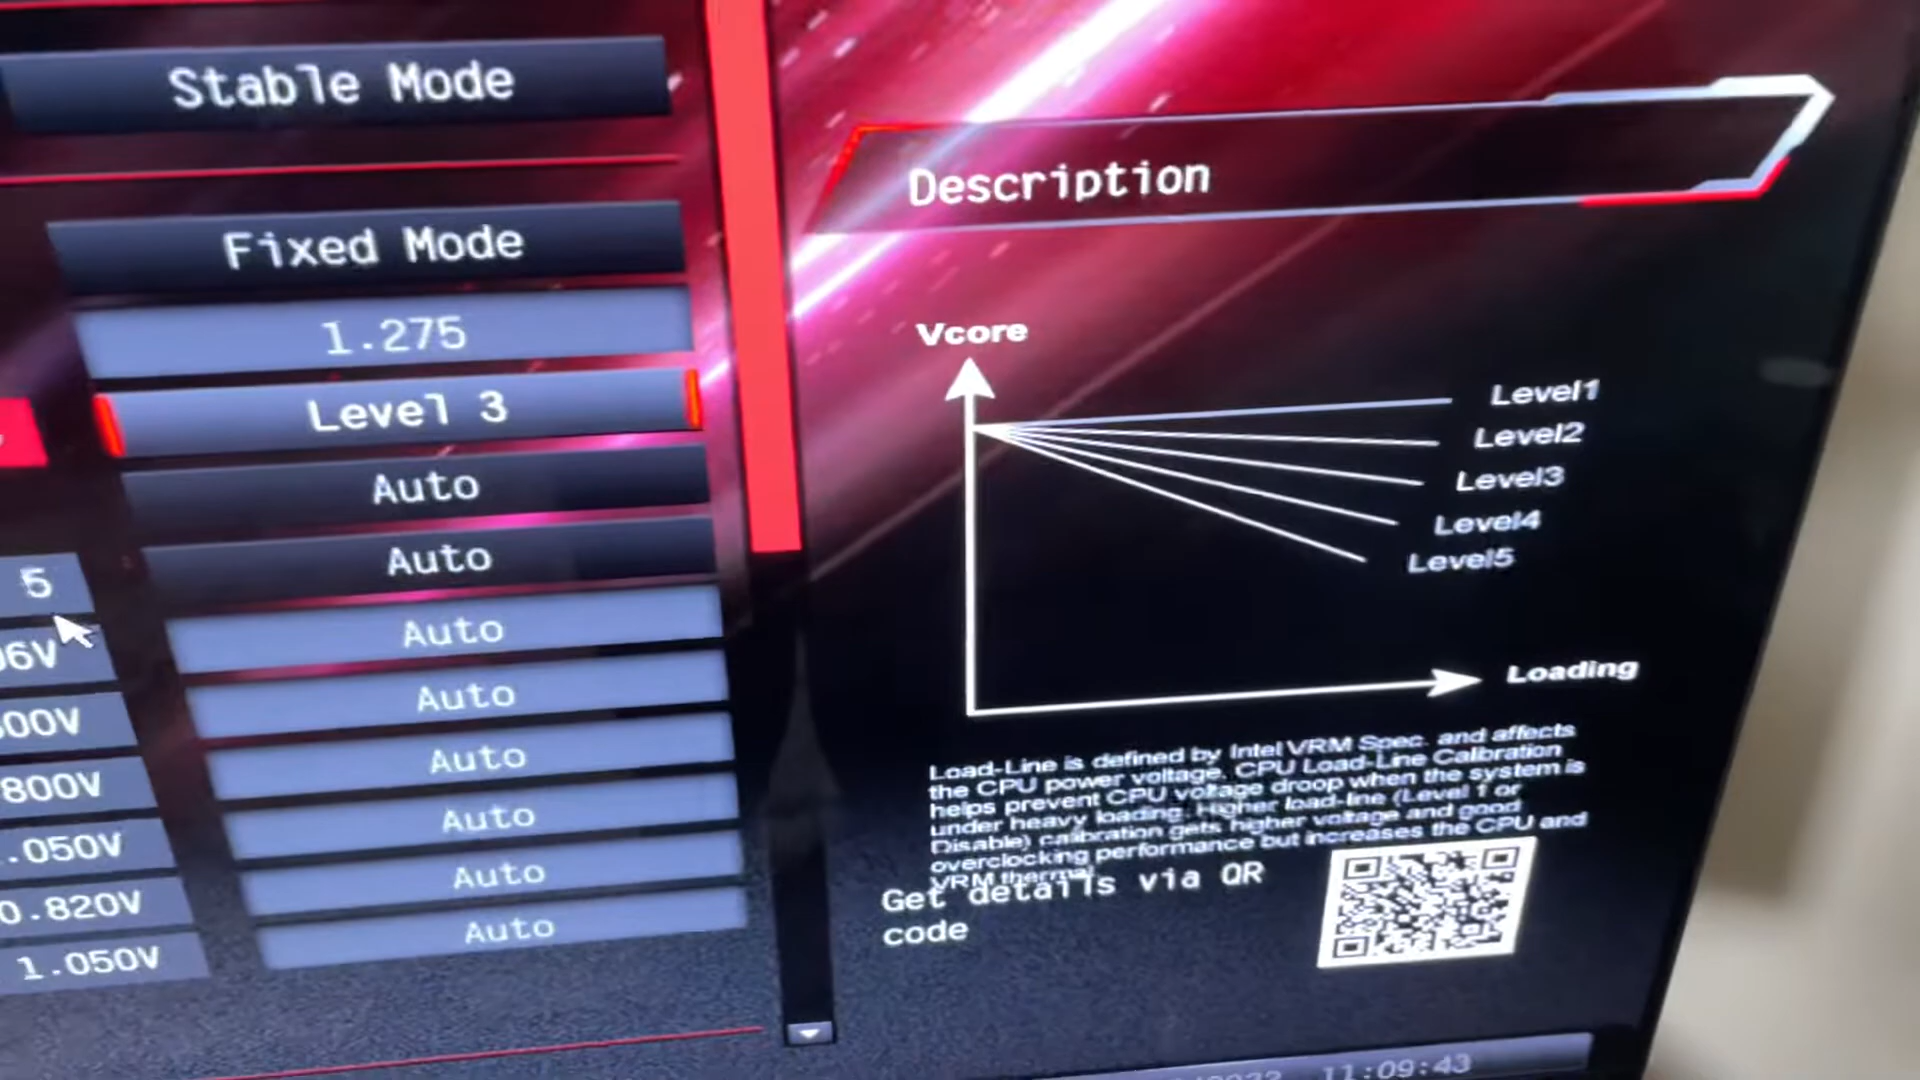 Stable Mode
Fixed Mode
1.275
Level 3
Auto
Auto
5
Auto
06V
Auto
800V
Auto
.050V
Auto
0.820V
Auto
1.050V
Auto
Description
Vcore
Level1
Level2
Level3
Level4
Level5
Loading
Load-Line is defined by Intel VRM Spec. and affects
the CPU power voltage. CPU Load-Line Calibration
helps prevent CPU voltage droop when the system is
under heavy loading. Higher load-line (Level 1 or
Disable) calibration gets higher voltage and good
overclocking performance but increases the CPU and
VRM thermal.
Get details via QR
code
11:09:43